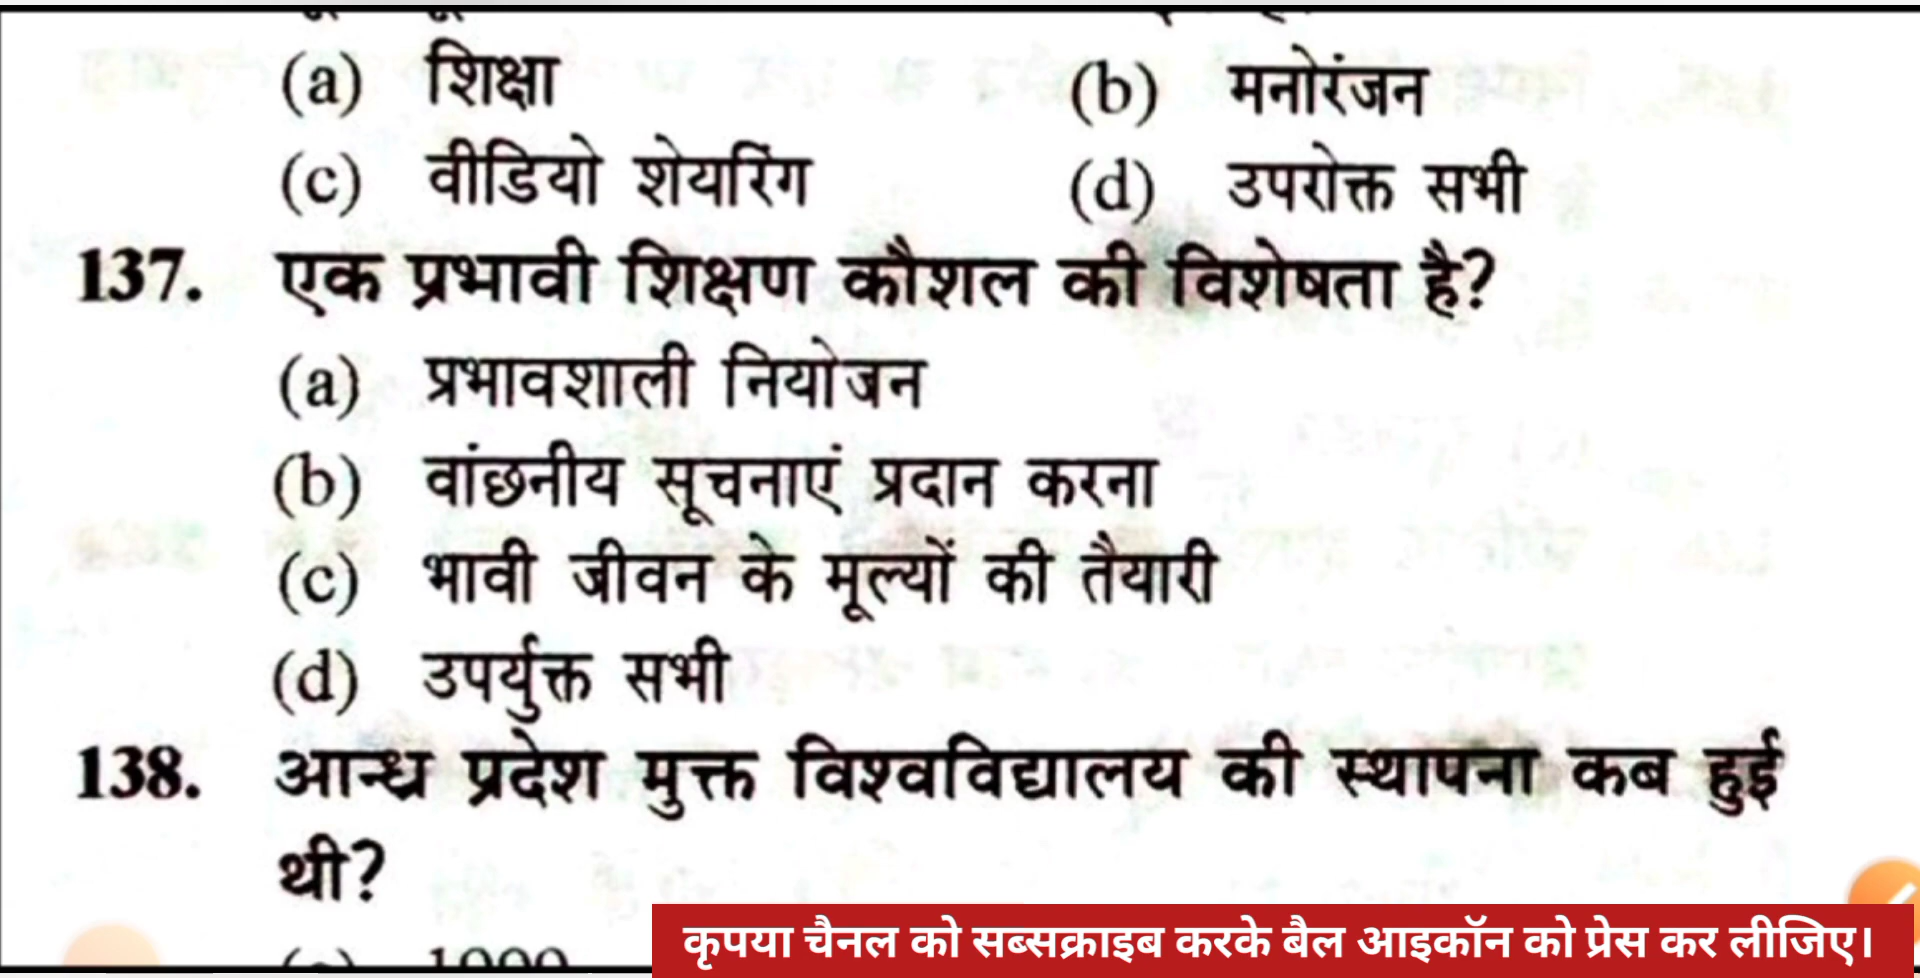 (a) शिक्षा (b) मनोरंजन
(c) वीडियो शेयरिंग (d) उपरोक्त सभी
137. एक प्रभावी शिक्षण कौशल की विशेषता है?
(a) प्रभावशाली नियोजन
(b) वांछनीय सूचनाएं प्रदान करना
(c) भावी जीवन के मूल्यों की तैयारी
(d) उपर्युक्त सभी
138. आन्ध्र प्रदेश मुक्त विश्वविद्यालय की स्थापना कब हुई
थी?
कृपया चैनल को सब्सक्राइब करके बैल आइकॉन को प्रेस कर लीजिए।